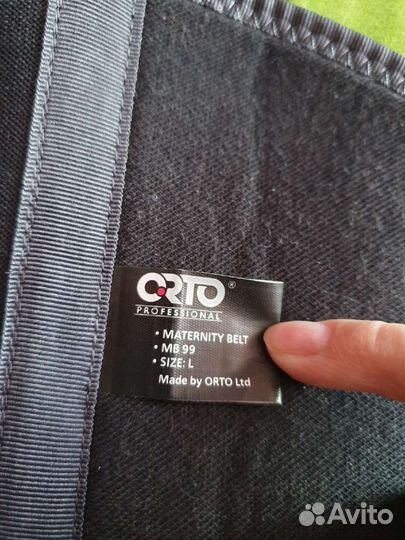 ORTO®
PROFESSIONAL
• MATERNITY BELT
• MB 99
• SIZE: L
Made by ORTO Ltd
Avito